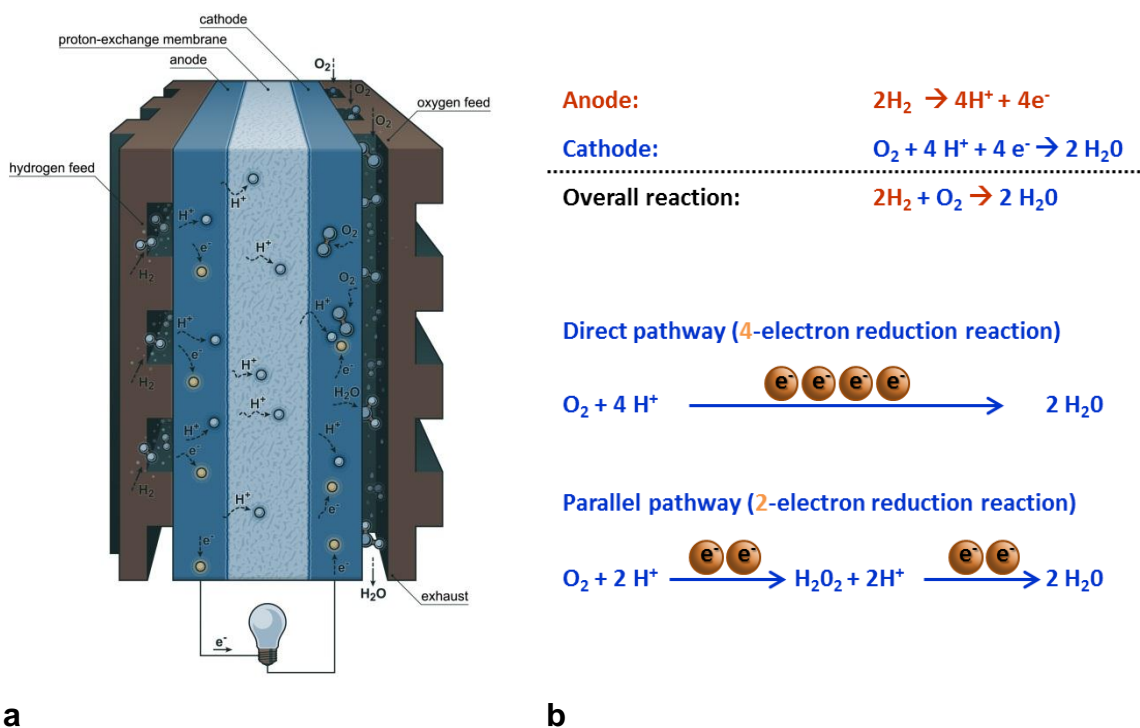 cathode
proton-exchange membrane
anode
O₂
O₂
O₂
oxygen feed
hydrogen feed
H⁺
H⁺
e⁻
H₂
H⁺
O₂
O₂
H⁺
H⁺
e⁻
H₂
e⁻
H⁺
H₂O
H⁺
H⁺
e⁻
H₂
H⁺
H⁺
e⁻
e⁻
e⁻
H₂O
exhaust
e⁻
a
Anode: 2H₂ → 4H⁺ + 4e⁻
Cathode: O₂ + 4 H⁺ + 4 e⁻ → 2 H₂0
Overall reaction: 2H₂ + O₂ → 2 H₂0
Direct pathway (4-electron reduction reaction)
e⁻ e⁻ e⁻ e⁻
O₂ + 4 H⁺ 2 H₂0
Parallel pathway (2-electron reduction reaction)
e⁻ e⁻ e⁻ e⁻
O₂ + 2 H⁺ H₂O₂ + 2H⁺ 2 H₂0
b